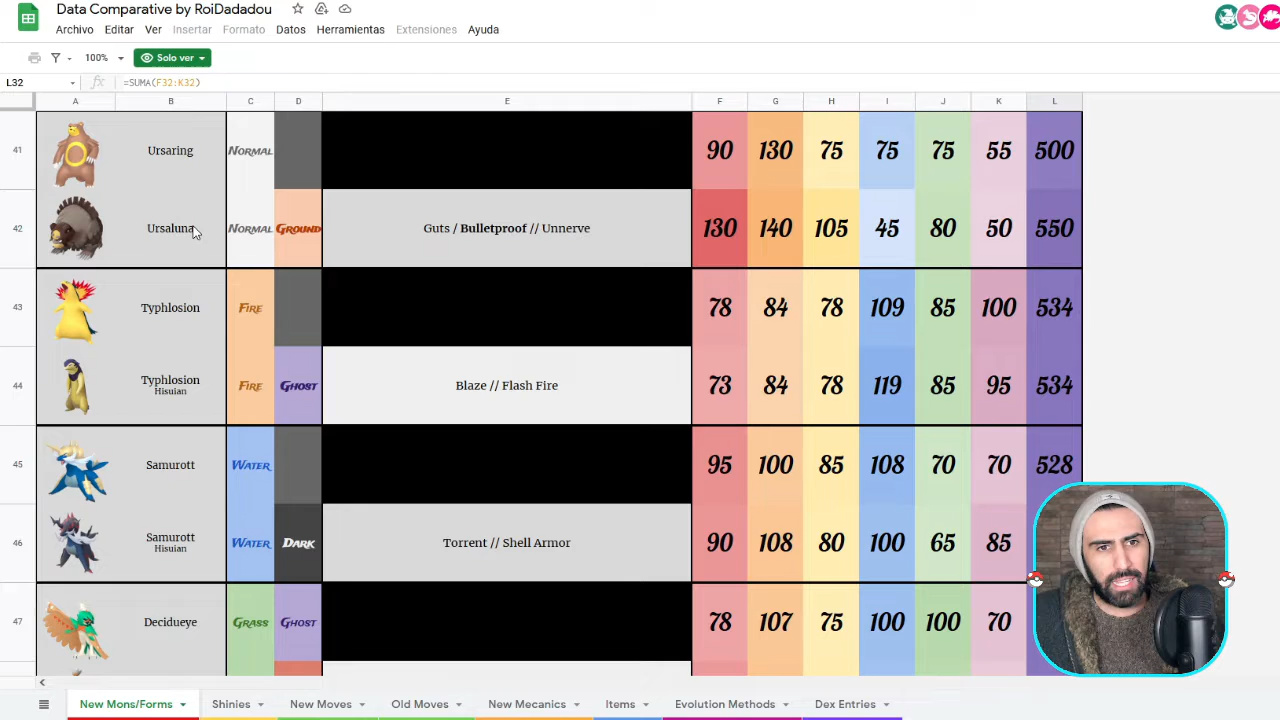 Data Comparative by RoiDadadou
Archivo Editar Ver Insertar Formato Datos Herramientas Extensiones Ayuda
100% Solo ver
L32 fx =SUMA(F32:K32)
A B C D E F G H I J K L
41 Ursaring NORMAL 90 130 75 75 75 55 500
42 Ursaluna NORMAL GROUND Guts / Bulletproof // Unnerve 130 140 105 45 80 50 550
43 Typhlosion FIRE 78 84 78 109 85 100 534
44 Typhlosion FIRE GHOST Blaze // Flash Fire 73 84 78 119 85 95 534
Hisuian
45 Samurott WATER 95 100 85 108 70 70 528
46 Samurott WATER DARK Torrent // Shell Armor 90 108 80 100 65 85
Hisuian
47 Decidueye GRASS GHOST 78 107 75 100 100 70
New Mons/Forms Shinies New Moves Old Moves New Mecanics Items Evolution Methods Dex Entries